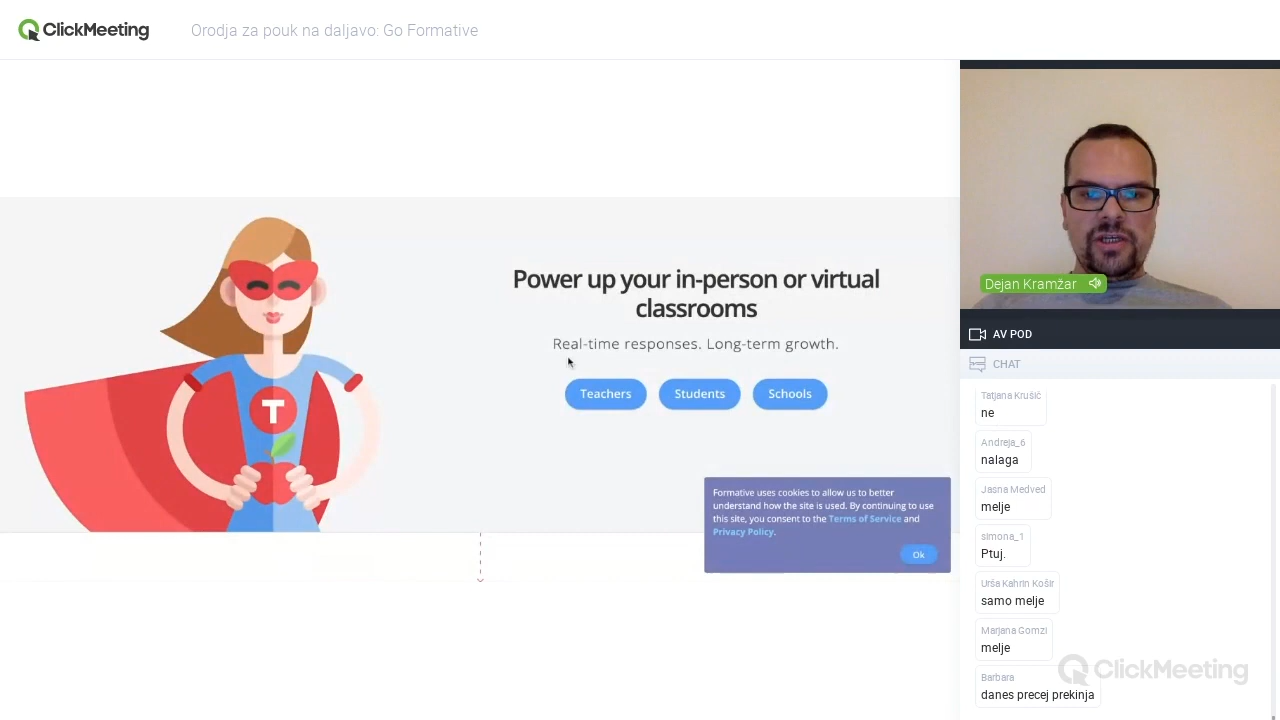 ClickMeeting
Orodja za pouk na daljavo: Go Formative
Power up your in-person or virtual
classrooms
Real-time responses. Long-term growth.
Teachers
Students
Schools
T
Formative uses cookies to allow us to better
understand how the site is used. By continuing to use
this site, you consent to the Terms of Service and
Privacy Policy.
Ok
Dejan Kramžar
AV POD
CHAT
Tatjana Krušič
ne
Andreja_6
nalaga
Jasna Medved
melje
simona_1
Ptuj.
Urša Kahrin Košir
samo melje
Marjana Gomzi
melje
Barbara
danes precej prekinja
ClickMeeting